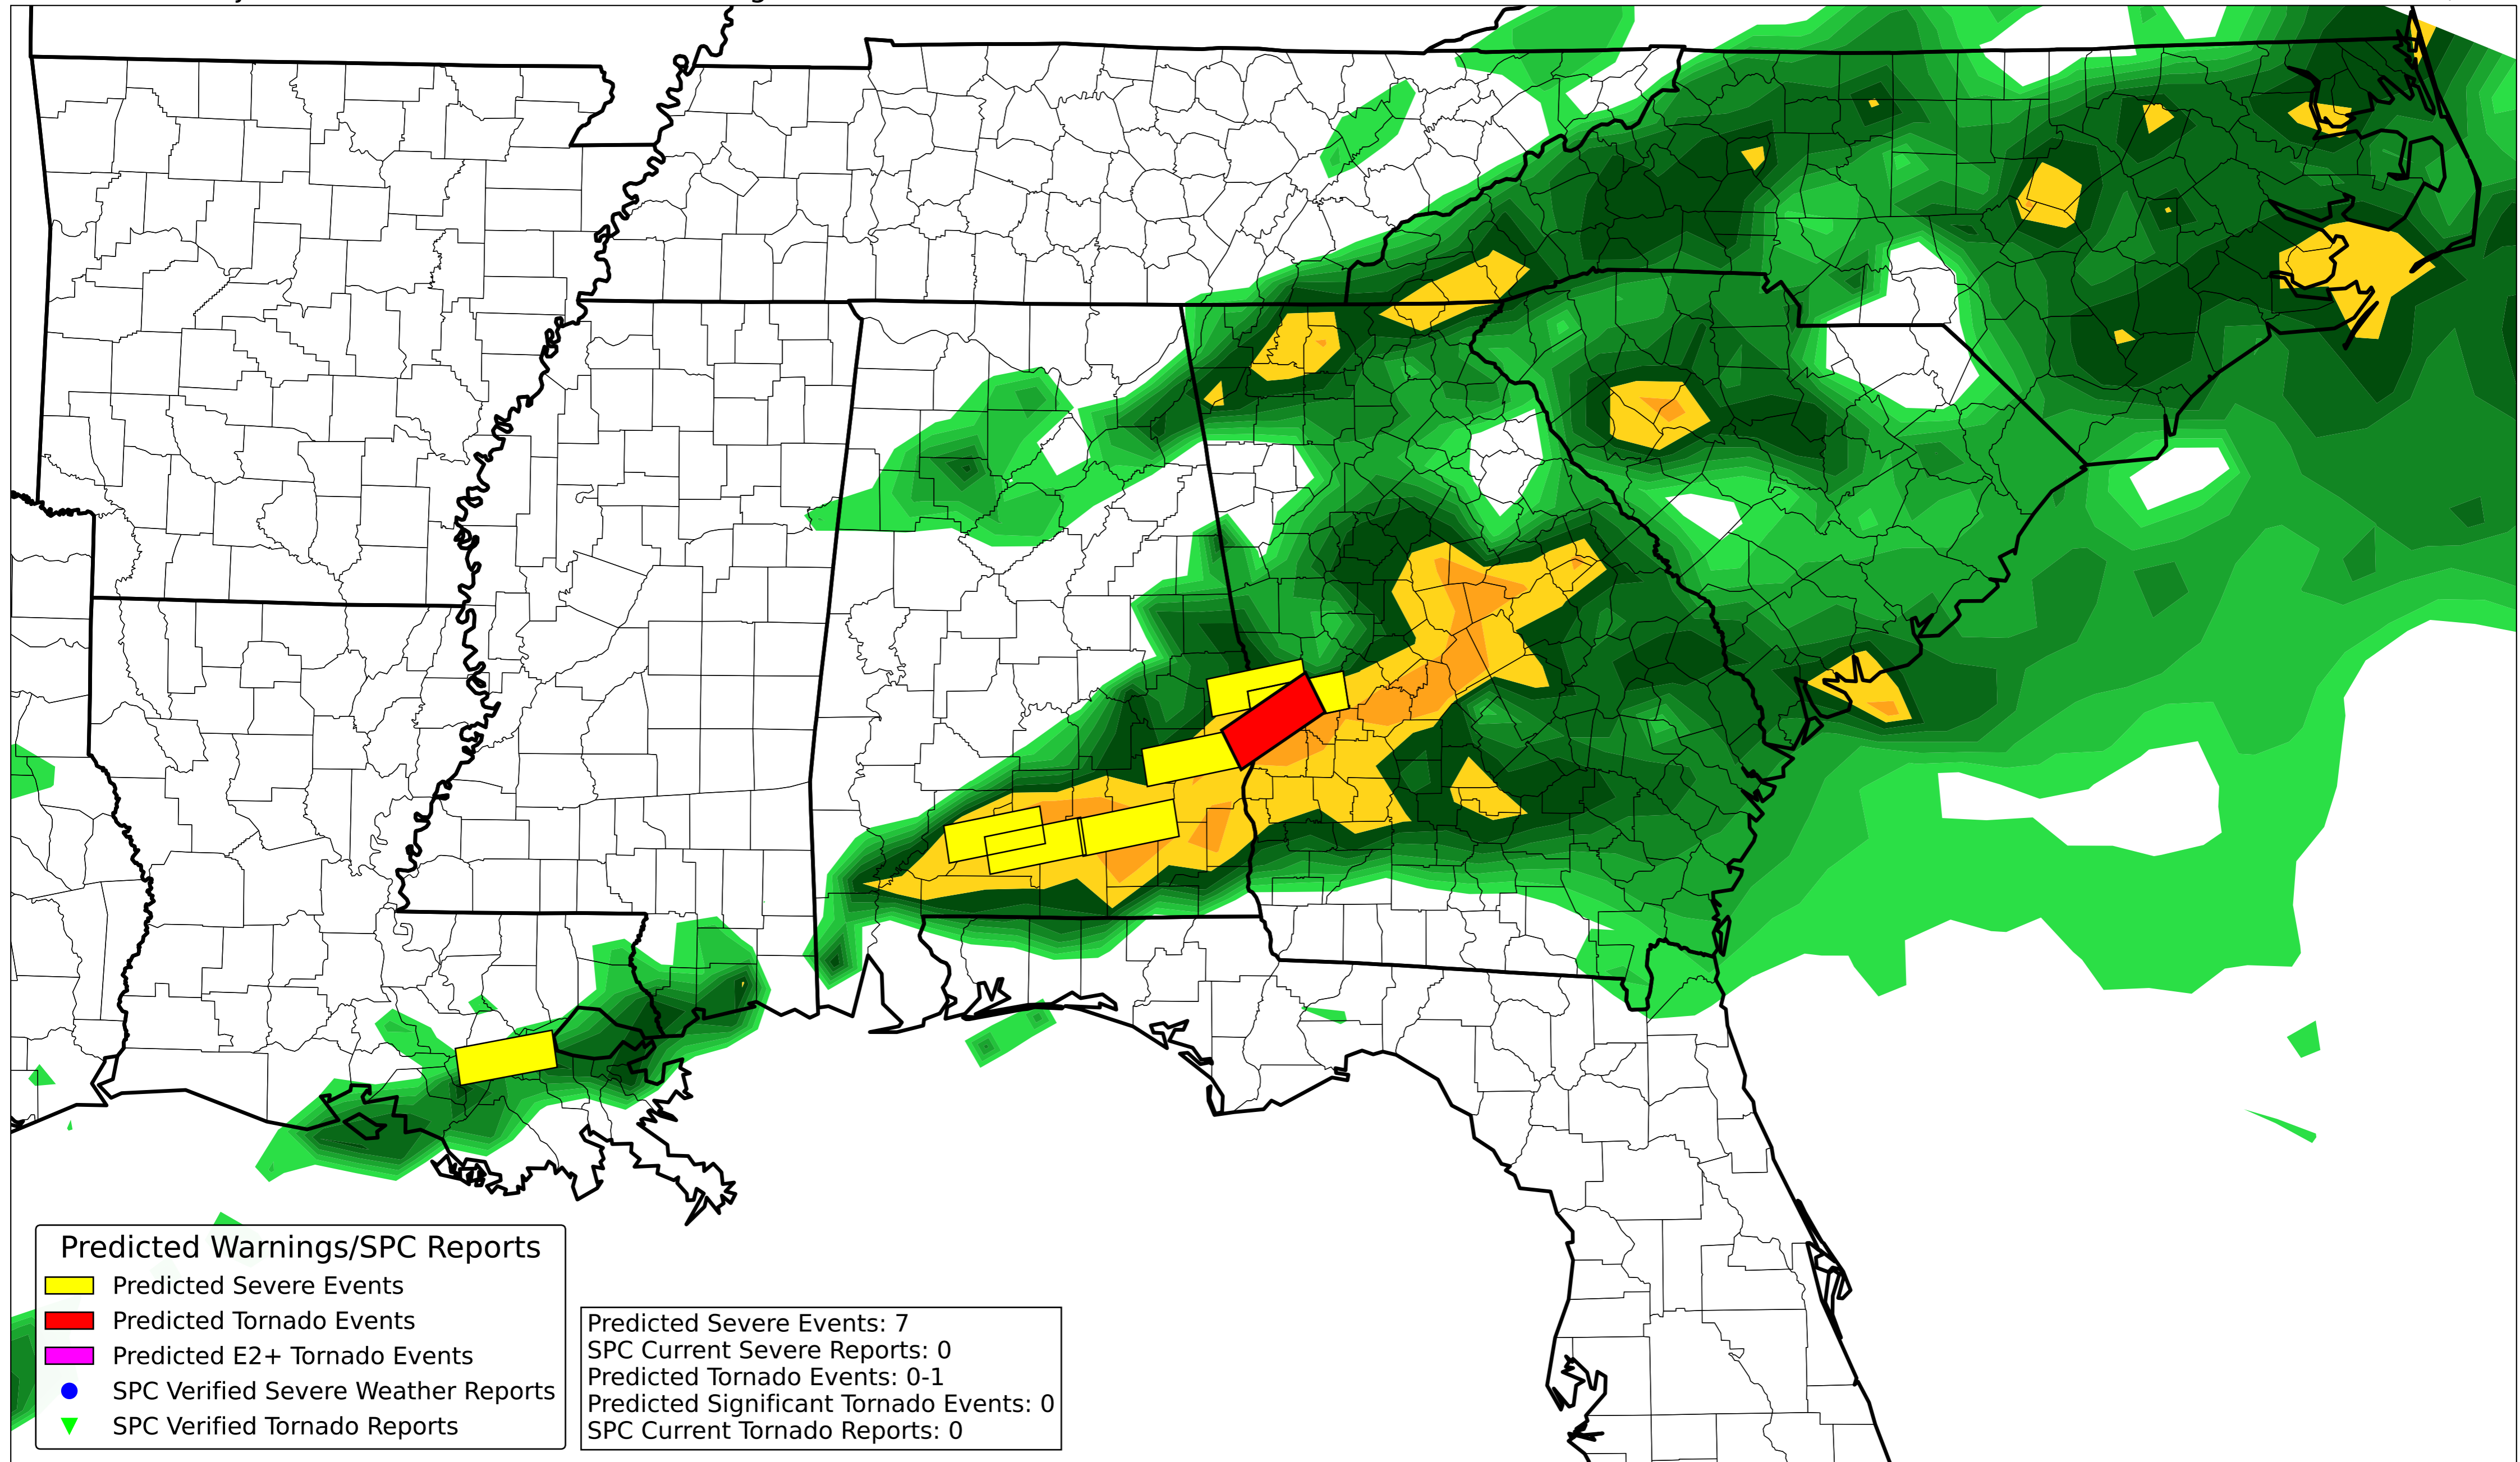 Predicted Warnings/SPC Reports
Predicted Severe Events
Predicted Tornado Events
Predicted E2+ Tornado Events
SPC Verified Severe Weather Reports
SPC Verified Tornado Reports
Predicted Severe Events: 7
SPC Current Severe Reports: 0
Predicted Tornado Events: 0-1
Predicted Significant Tornado Events: 0
SPC Current Tornado Reports: 0